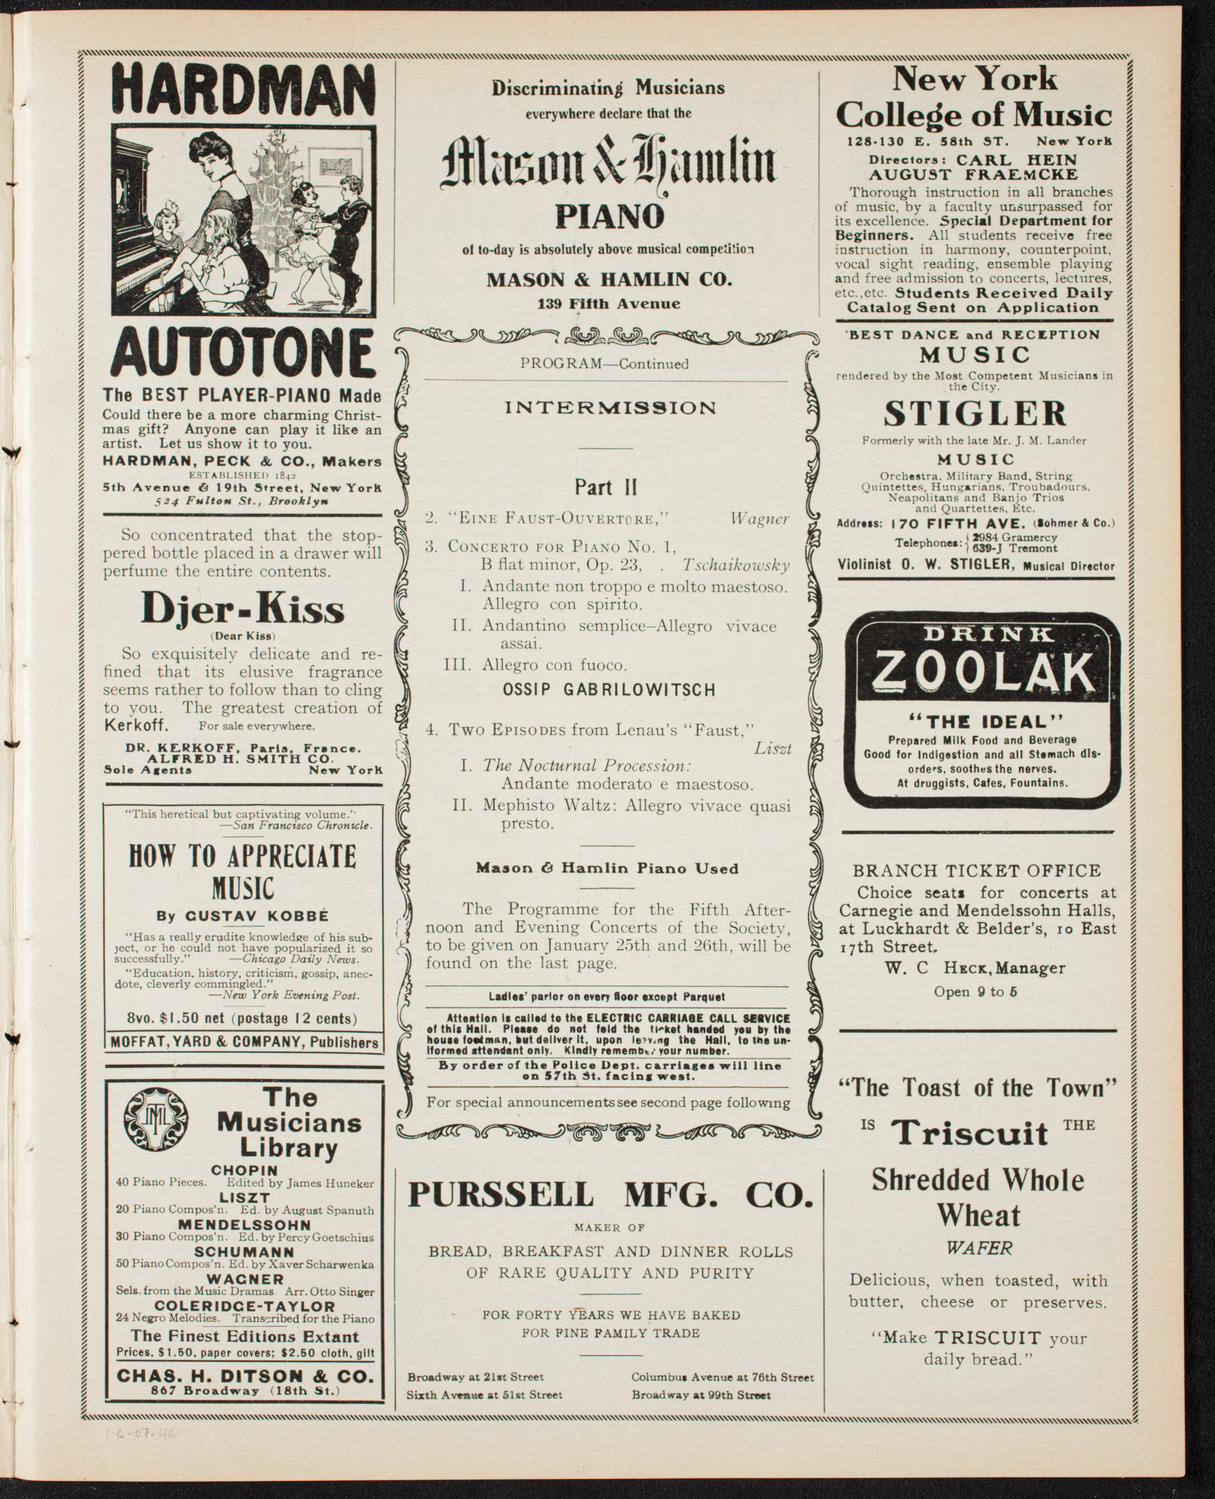 HARDMAN
AUTOTONE
The BEST PLAYER-PIANO Made
Could there be a more charming Christ-
mas gift? Anyone can play it like an
artist. Let us show it to you.
HARDMAN, PECK & CO., Makers
ESTABLISHED 1842
5th Avenue & 19th Street, New York
524 Fulton St., Brooklyn
So concentrated that the stop-
pered bottle placed in a drawer will
perfume the entire contents.
Djer-Kiss
(Dear Kiss)
So exquisitely delicate and re-
fined that its elusive fragrance
seems rather to follow than to cling
to you. The greatest creation of
Kerkoff. For sale everywhere.
DR. KERKOFF, Paris, France.
ALFRED H. SMITH CO.
Sole Agents New York
"This heretical but captivating volume."
—San Francisco Chronicle.
HOW TO APPRECIATE
MUSIC
By GUSTAV KOBBÉ
"Has a really erudite knowledge of his sub-
ject, or he could not have popularized it so
successfully." —Chicago Daily News.
"Education, history, criticism, gossip, anec-
dote, cleverly commingled."
—New York Evening Post.
8vo. $1.50 net (postage 12 cents)
MOFFAT, YARD & COMPANY, Publishers
The
Musicians
Library
CHOPIN
40 Piano Pieces. Edited by James Huneker
LISZT
20 Piano Compos'n. Ed. by August Spanuth
MENDELSSOHN
30 Piano Compos'n. Ed. by Percy Goetschius
SCHUMANN
50 Piano Compos'n. Ed. by Xaver Scharwenka
WAGNER
Sels. from the Music Dramas. Arr. Otto Singer
COLERIDGE-TAYLOR
24 Negro Melodies. Transcribed for the Piano
The Finest Editions Extant
Prices, $1.50, paper covers; $2.50 cloth, gilt
CHAS. H. DITSON & CO.
867 Broadway (18th St.)
Discriminating Musicians
everywhere declare that the
Mason & Hamlin
PIANO
of to-day is absolutely above musical competition
MASON & HAMLIN CO.
139 Fifth Avenue
PROGRAM—Continued
INTERMISSION
Part II
2. "EINE FAUST-OUVERTURE," Wagner
3. CONCERTO FOR PIANO NO. 1,
B flat minor, Op. 23, . Tschaikowsky
I. Andante non troppo e molto maestoso.
Allegro con spirito.
II. Andantino semplice—Allegro vivace
assai.
III. Allegro con fuoco.
OSSIP GABRILOWITSCH
4. TWO EPISODES from Lenau's "Faust,"
Liszt
I. The Nocturnal Procession:
Andante moderato e maestoso.
II. Mephisto Waltz: Allegro vivace quasi
presto.
Mason & Hamlin Piano Used
The Programme for the Fifth After-
noon and Evening Concerts of the Society,
to be given on January 25th and 26th, will be
found on the last page.
Ladies' parlor on every floor except Parquet
Attention is called to the ELECTRIC CARRIAGE CALL SERVICE
of this Hall. Please do not fold the ticket handed you by the
house footman, but deliver it, upon leaving the Hall, to the un-
iformed attendant only. Kindly remember your number.
By order of the Police Dept. carriages will line
on 57th St. facing west.
For special announcements see second page following
PURSSELL MFG. CO.
MAKER OF
BREAD, BREAKFAST AND DINNER ROLLS
OF RARE QUALITY AND PURITY
FOR FORTY YEARS WE HAVE BAKED
FOR FINE FAMILY TRADE
Broadway at 21st Street Columbus Avenue at 76th Street
Sixth Avenue at 51st Street Broadway at 99th Street
New York
College of Music
128-130 E. 58th ST. New York
Directors: CARL HEIN
AUGUST FRAEMCKE
Thorough instruction in all branches
of music, by a faculty unsurpassed for
its excellence. Special Department for
Beginners. All students receive free
instruction in harmony, counterpoint,
vocal sight reading, ensemble playing
and free admission to concerts, lectures,
etc., etc. Students Received Daily
Catalog Sent on Application
BEST DANCE and RECEPTION
MUSIC
rendered by the Most Competent Musicians in
the City.
STIGLER
Formerly with the late Mr. J. M. Lander
MUSIC
Orchestra, Military Band, String
Quintettes, Hungarians, Troubadours,
Neapolitans and Banjo Trios
and Quartettes, Etc.
Address: 170 FIFTH AVE. (Sohmer & Co.)
Telephones: { 2984 Gramercy
639-J Tremont
Violinist O. W. STIGLER, Musical Director
DRINK
ZOOLAK
"THE IDEAL"
Prepared Milk Food and Beverage
Good for Indigestion and all Stomach dis-
orders, soothes the nerves.
At druggists, Cafes, Fountains.
BRANCH TICKET OFFICE
Choice seats for concerts at
Carnegie and Mendelssohn Halls,
at Luckhardt & Belder's, 10 East
17th Street.
W. C HECK, Manager
Open 9 to 5
"The Toast of the Town"
IS Triscuit THE
Shredded Whole
Wheat
WAFER
Delicious, when toasted, with
butter, cheese or preserves.
"Make TRISCUIT your
daily bread."
1-6-07.4E